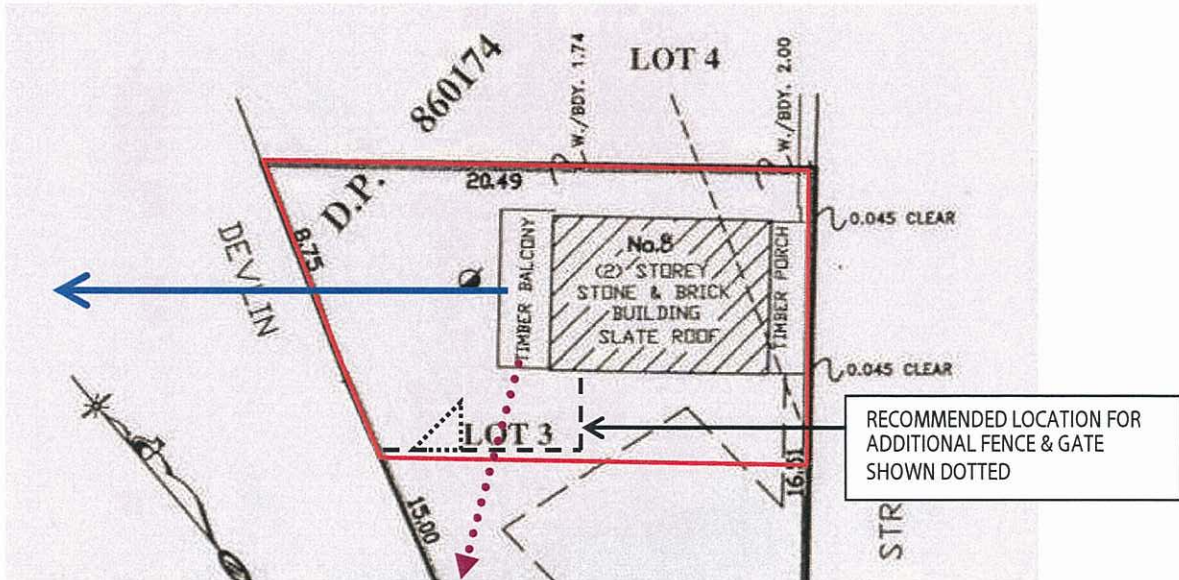 860174
LOT 4
W./BDY. 1.74
W./BDY. 2.00
D.P.
20.49
8.75
DEVLIN
TIMBER BALCONY
No.8
(2) STOREY
STONE & BRICK
BUILDING
SLATE ROOF
TIMBER PORCH
0.045 CLEAR
0.045 CLEAR
LOT 3
15.00
16.51
RECOMMENDED LOCATION FOR
ADDITIONAL FENCE & GATE
SHOWN DOTTED
STR